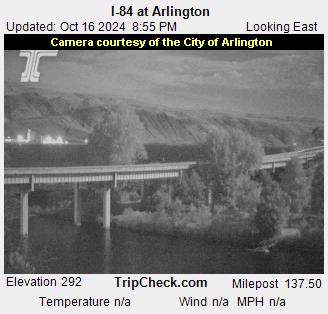 I-84 at Arlington
Updated: Oct 16 2024 8:55 PM Looking East
Camera courtesy of the City of Arlington
Elevation 292 TripCheck.com Milepost 137.50
Temperature n/a Wind n/a MPH n/a